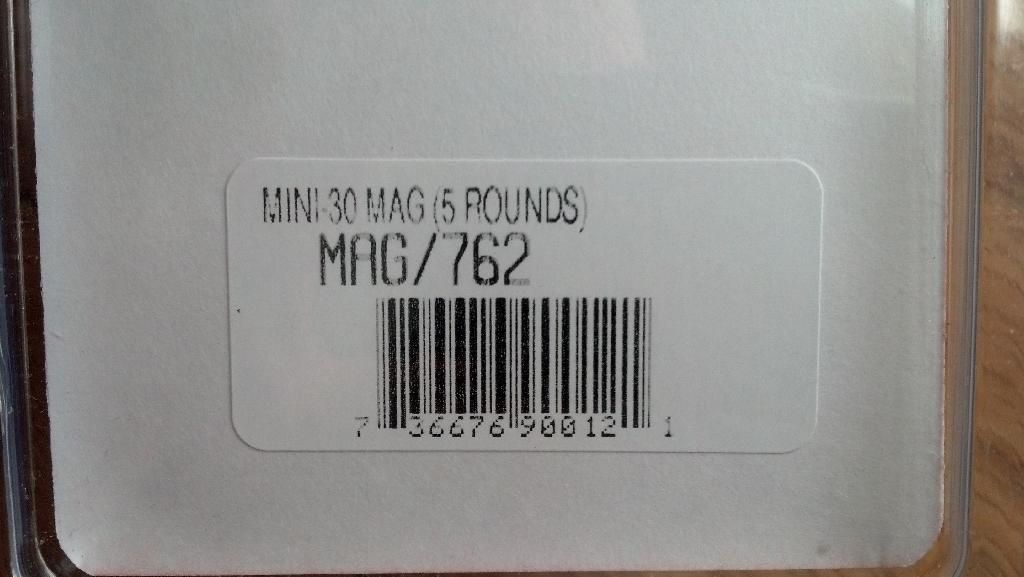 MINI-30 MAG (5 ROUNDS)
MAG/762
7 36676 90012 1